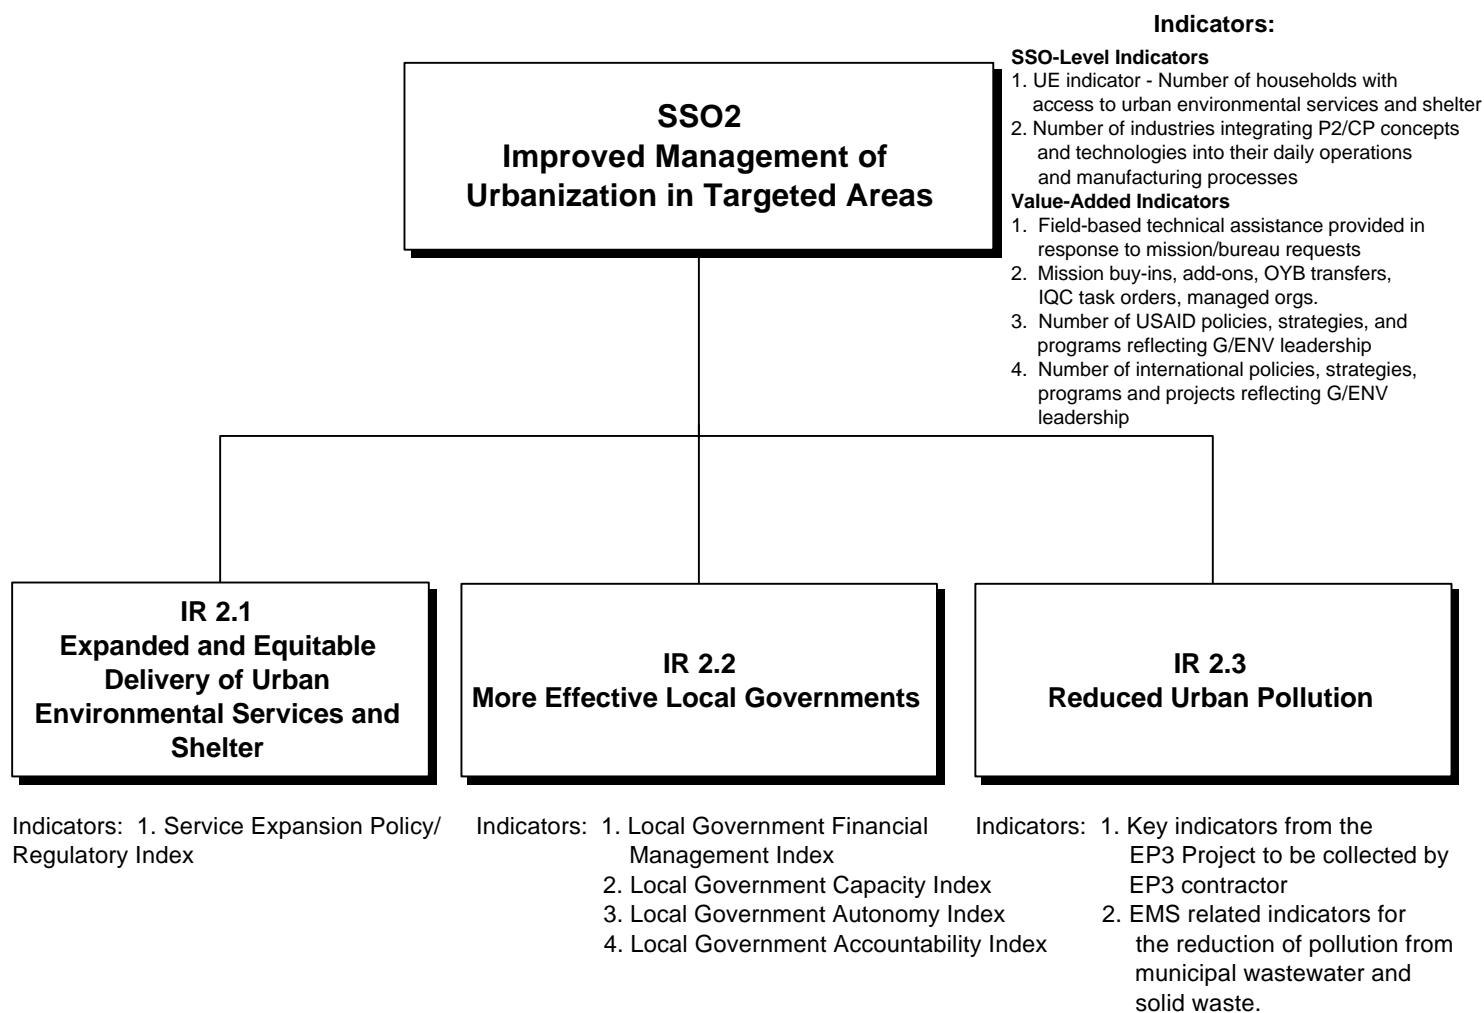 Indicators:
SSO-Level Indicators
1. UE indicator - Number of households with
access to urban environmental services and shelter
2. Number of industries integrating P2/CP concepts
and technologies into their daily operations
and manufacturing processes
Value-Added Indicators
1. Field-based technical assistance provided in
response to mission/bureau requests
2. Mission buy-ins, add-ons, OYB transfers,
IQC task orders, managed orgs.
3. Number of USAID policies, strategies, and
programs reflecting G/ENV leadership
4. Number of international policies, strategies,
programs and projects reflecting G/ENV
leadership
SSO2
Improved Management of
Urbanization in Targeted Areas
IR 2.1
Expanded and Equitable
Delivery of Urban
Environmental Services and
Shelter
IR 2.2
More Effective Local Governments
IR 2.3
Reduced Urban Pollution
Indicators: 1. Service Expansion Policy/
Regulatory Index
Indicators: 1. Local Government Financial
Management Index
2. Local Government Capacity Index
3. Local Government Autonomy Index
4. Local Government Accountability Index
Indicators: 1. Key indicators from the
EP3 Project to be collected by
EP3 contractor
2. EMS related indicators for
the reduction of pollution from
municipal wastewater and
solid waste.